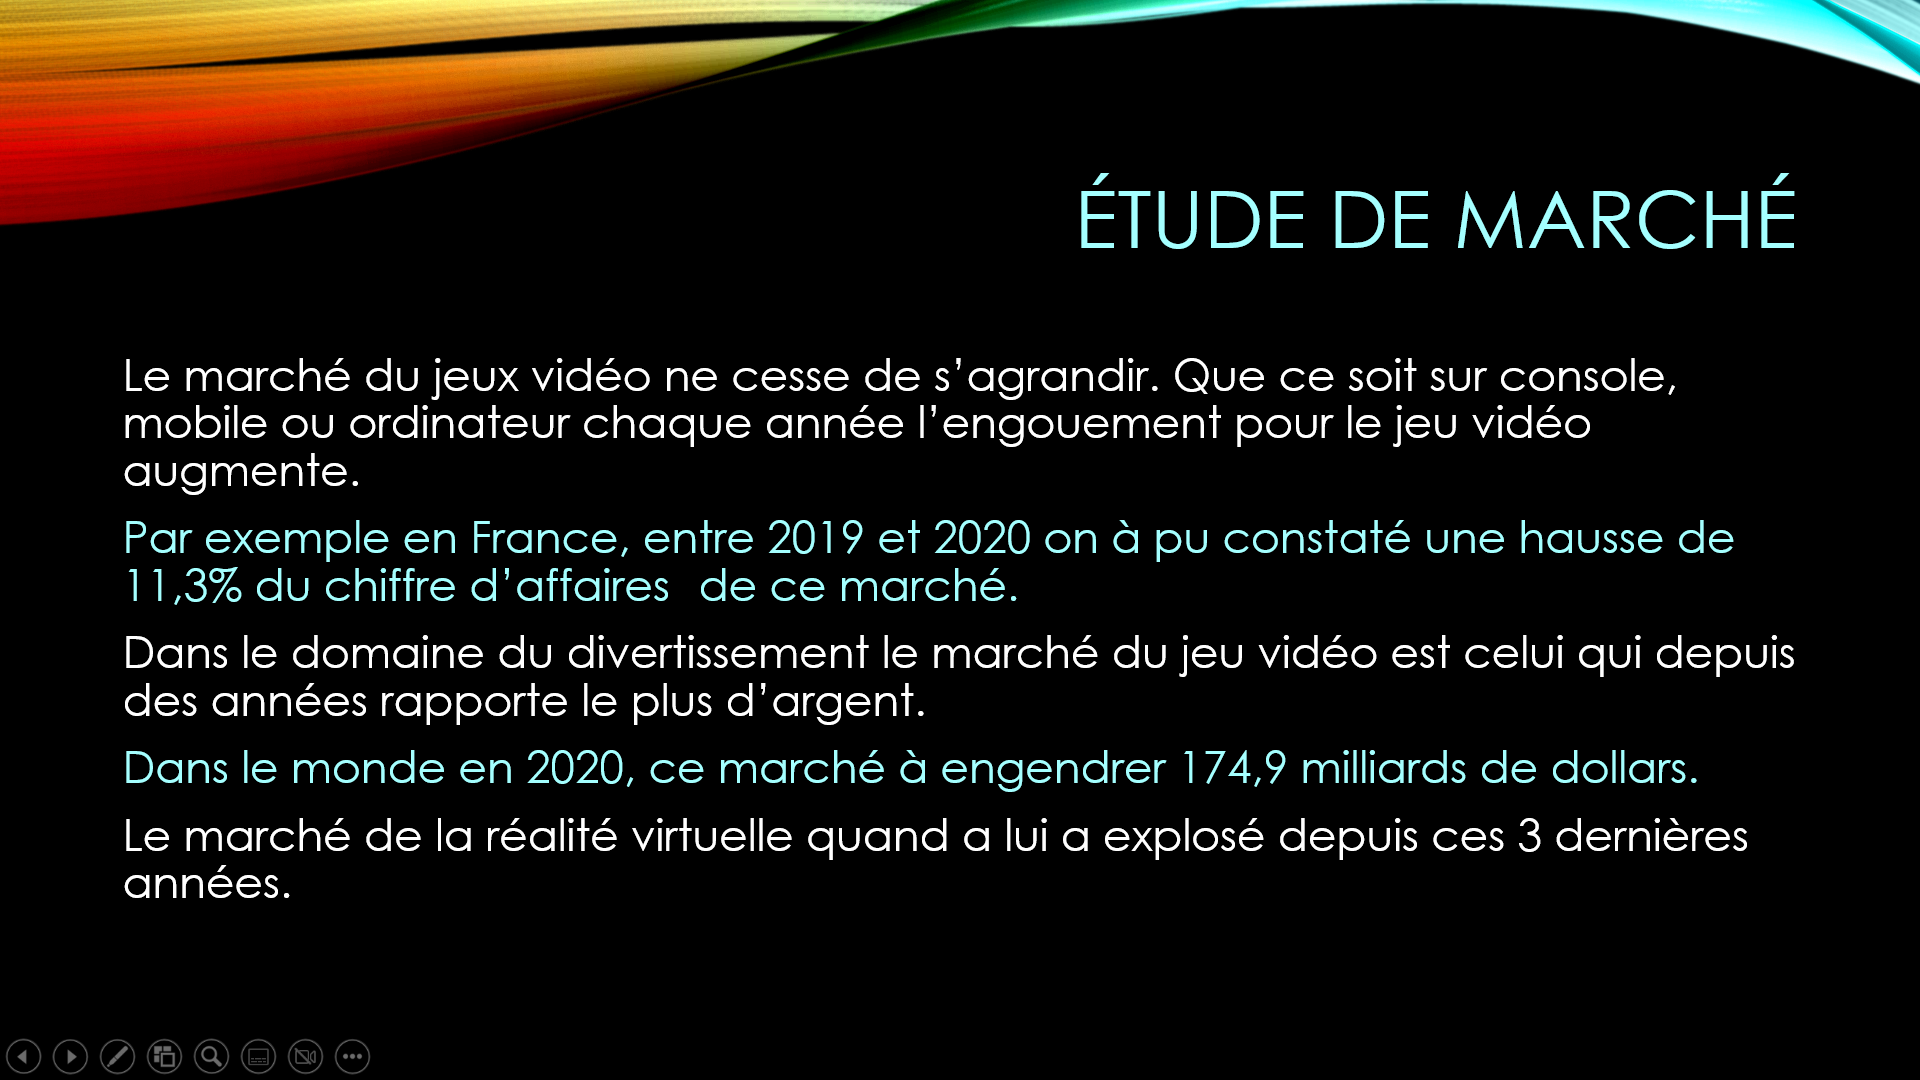 ÉTUDE DE MARCHÉ
Le marché du jeux vidéo ne cesse de s’agrandir. Que ce soit sur console,
mobile ou ordinateur chaque année l’engouement pour le jeu vidéo
augmente.
Par exemple en France, entre 2019 et 2020 on à pu constaté une hausse de
11,3% du chiffre d’affaires  de ce marché.
Dans le domaine du divertissement le marché du jeu vidéo est celui qui depuis
des années rapporte le plus d’argent.
Dans le monde en 2020, ce marché à engendrer 174,9 milliards de dollars.
Le marché de la réalité virtuelle quand a lui a explosé depuis ces 3 dernières
années.